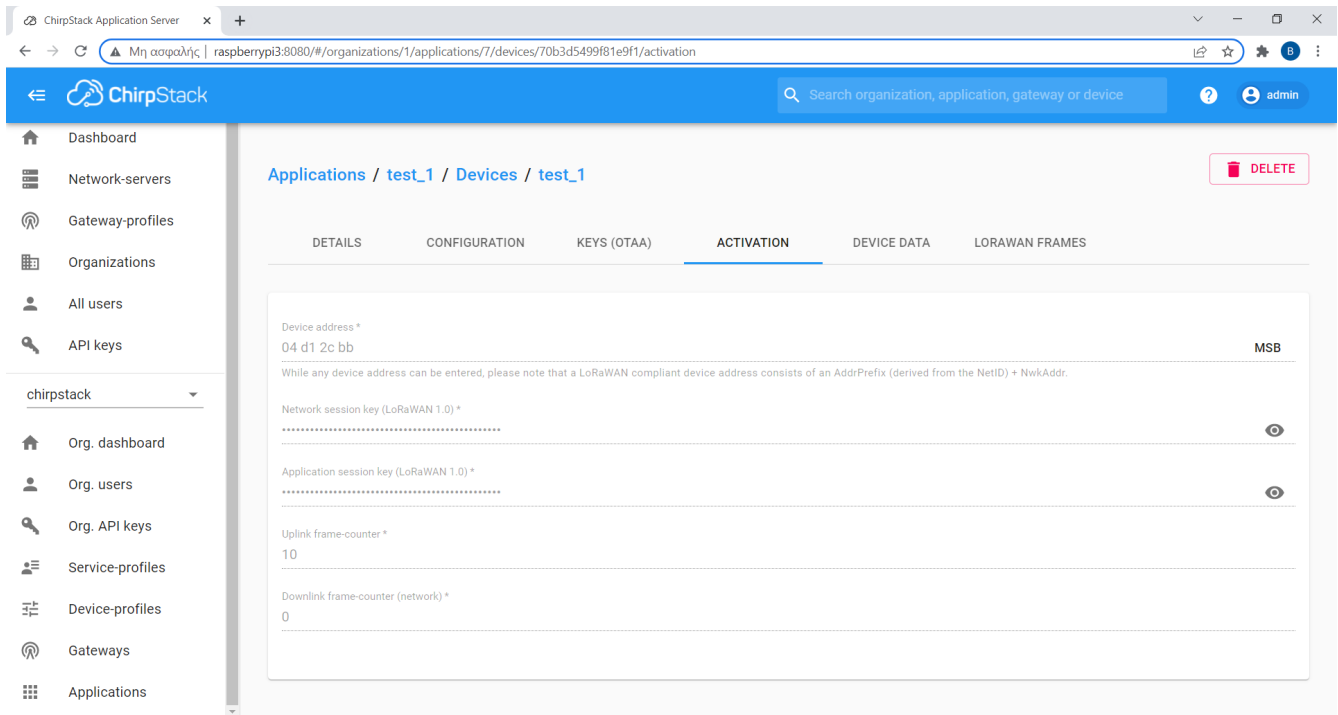 ChirpStack Application Server
Μη ασφαλής | raspberrypi3:8080/#/organizations/1/applications/7/devices/70b3d5499f81e9f1/activation
B
ChirpStack
Search organization, application, gateway or device
? admin
Dashboard
Network-servers
Gateway-profiles
Organizations
All users
API keys
chirpstack
Org. dashboard
Org. users
Org. API keys
Service-profiles
Device-profiles
Gateways
Applications
Applications / test_1 / Devices / test_1
DELETE
DETAILS CONFIGURATION KEYS (OTAA) ACTIVATION DEVICE DATA LORAWAN FRAMES
Device address *
04 d1 2c bb MSB
While any device address can be entered, please note that a LoRaWAN compliant device address consists of an AddrPrefix (derived from the NetID) + NwkAddr.
Network session key (LoRaWAN 1.0) *
Application session key (LoRaWAN 1.0) *
Uplink frame-counter *
10
Downlink frame-counter (network) *
0